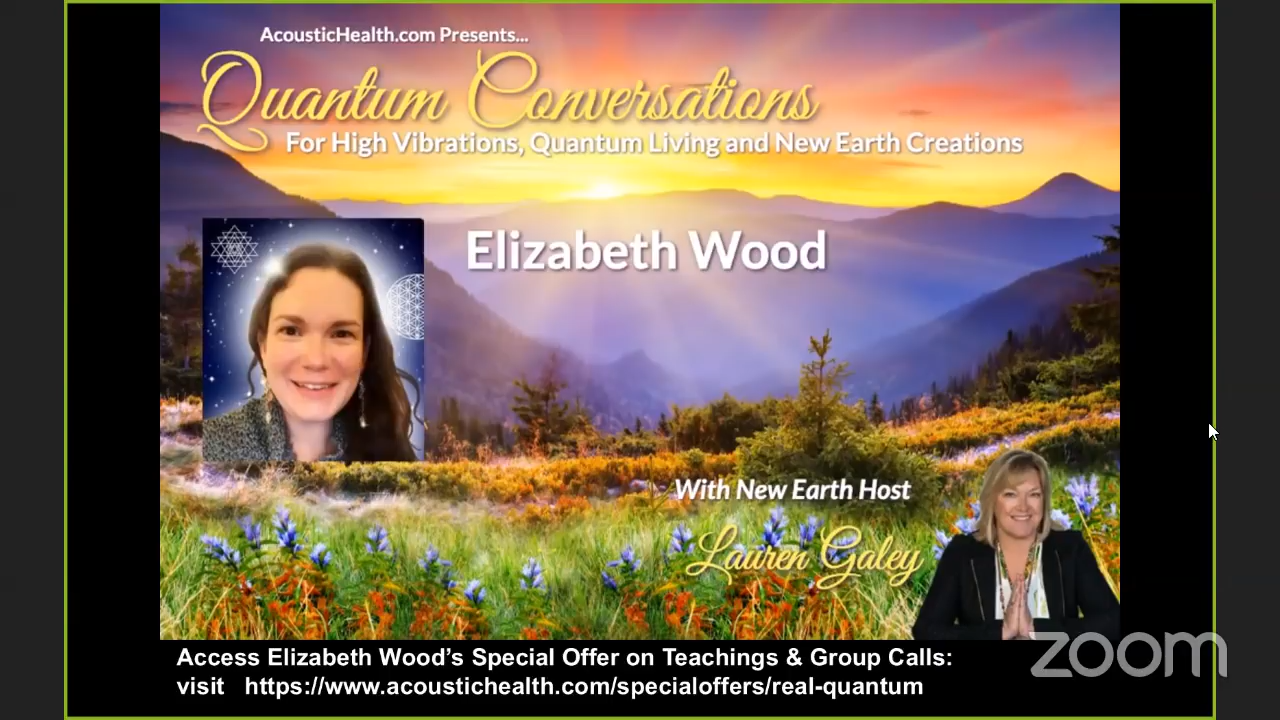 AcousticHealth.com Presents...
Quantum Conversations
For High Vibrations, Quantum Living and New Earth Creations
Elizabeth Wood
With New Earth Host
Lauren Galey
Access Elizabeth Wood’s Special Offer on Teachings & Group Calls:
visit https://www.acoustichealth.com/specialoffers/real-quantum
zoom